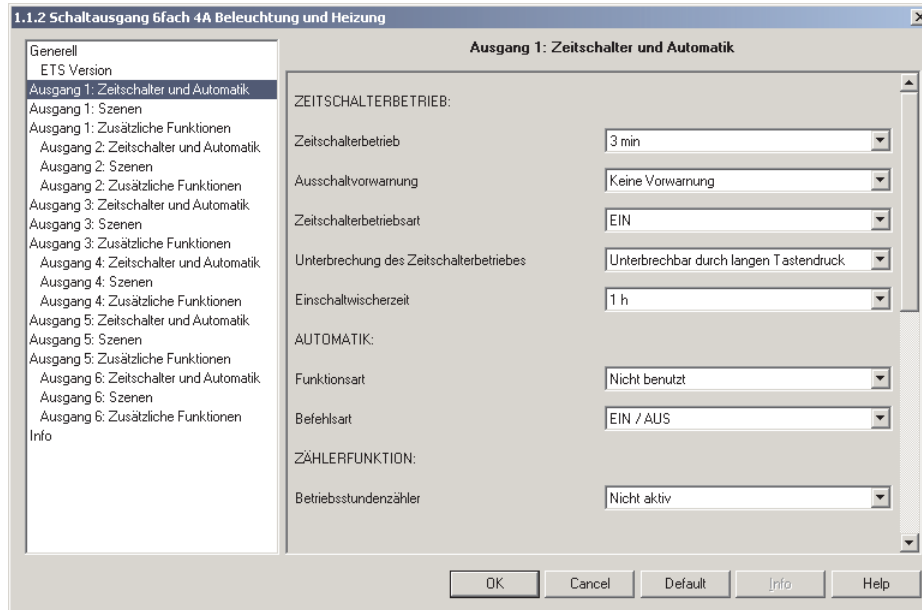 1.1.2 Schaltausgang 6fach 4A Beleuchtung und Heizung
Generell
ETS Version
Ausgang 1: Zeitschalter und Automatik
Ausgang 1: Szenen
Ausgang 1: Zusätzliche Funktionen
Ausgang 2: Zeitschalter und Automatik
Ausgang 2: Szenen
Ausgang 2: Zusätzliche Funktionen
Ausgang 3: Zeitschalter und Automatik
Ausgang 3: Szenen
Ausgang 3: Zusätzliche Funktionen
Ausgang 4: Zeitschalter und Automatik
Ausgang 4: Szenen
Ausgang 4: Zusätzliche Funktionen
Ausgang 5: Zeitschalter und Automatik
Ausgang 5: Szenen
Ausgang 5: Zusätzliche Funktionen
Ausgang 6: Zeitschalter und Automatik
Ausgang 6: Szenen
Ausgang 6: Zusätzliche Funktionen
Info
Ausgang 1: Zeitschalter und Automatik
ZEITSCHALTERBETRIEB:
Zeitschalterbetrieb 3 min
Ausschaltvorwarnung Keine Vorwarnung
Zeitschalterbetriebsart EIN
Unterbrechung des Zeitschalterbetriebes Unterbrechbar durch langen Tastendruck
Einschaltwischerzeit 1 h
AUTOMATIK:
Funktionsart Nicht benutzt
Befehlsart EIN / AUS
ZÄHLERFUNKTION:
Betriebsstundenzähler Nicht aktiv
OK Cancel Default Info Help